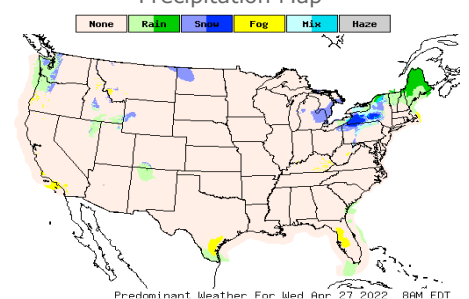 Precipitation Map
None Rain Snow Fog Mix Haze
Predominant Weather For Wed Apr 27 2022 8AM EDT